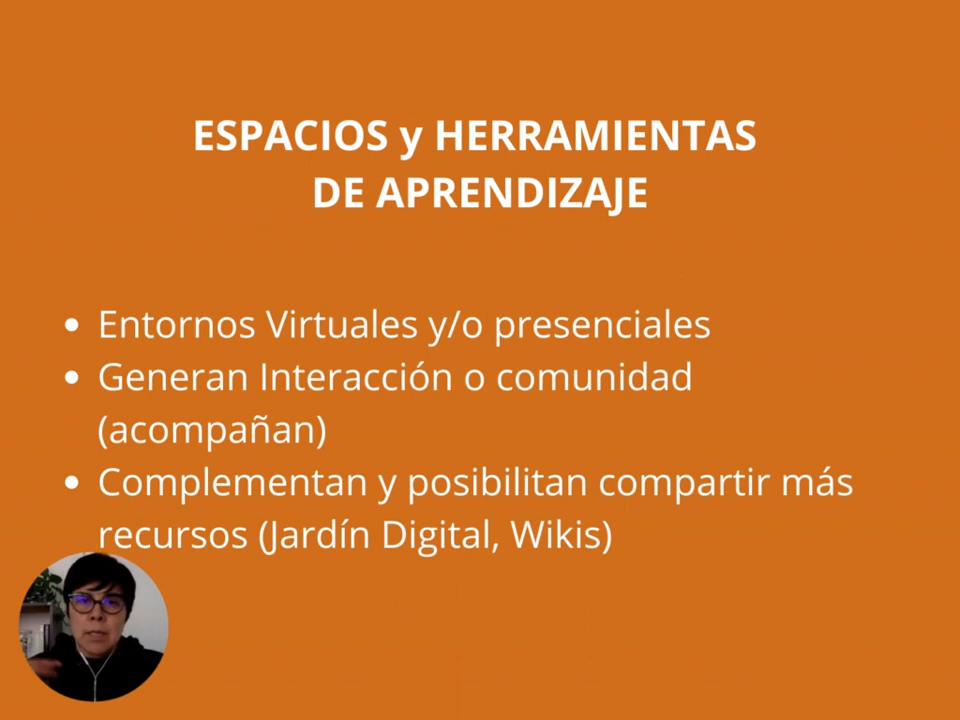 ESPACIOS y HERRAMIENTAS
DE APRENDIZAJE
• Entornos Virtuales y/o presenciales
• Generan Interacción o comunidad
(acompañan)
• Complementan y posibilitan compartir más
recursos (Jardín Digital, Wikis)